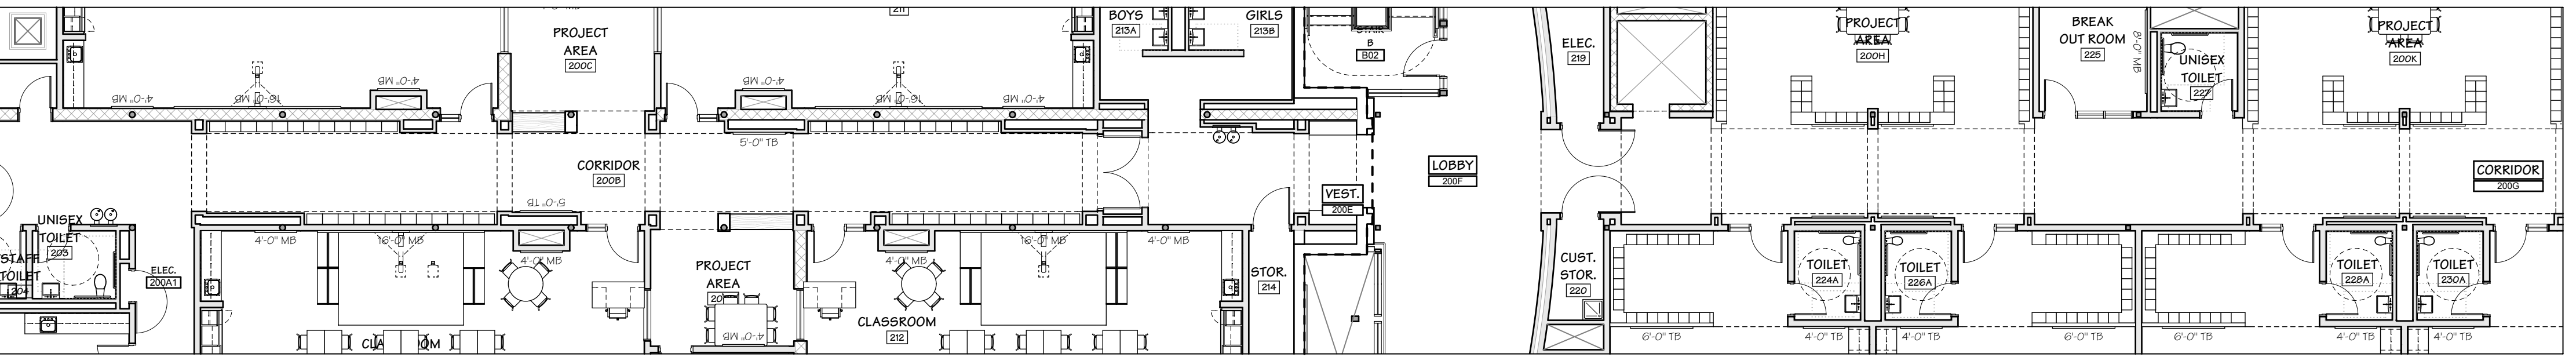 211
BOYS
213A
GIRLS
213B
PROJECT
AREA
200C
B
B02
ELEC.
219
PROJECT
AREA
200H
BREAK
OUT ROOM
225
8'-0" MB
UNISEX
TOILET
227
PROJECT
AREA
200K
4'-0" MB
16'-0" MB
4'-0" MB
4'-0" MB
16'-0" MB
4'-0" MB
5'-0" TB
CORRIDOR
200B
LOBBY
200F
CORRIDOR
200G
5'-0" TB
VEST.
200E
UNISEX
TOILET
203
STAFF
TOILET
204
ELEC.
200A1
4'-0" MB
16'-0" MB
4'-0" MB
4'-0" MB
16'-0" MB
4'-0" MB
PROJECT
AREA
4'-0" MB
CLASSROOM
212
STOR.
214
CUST.
STOR.
220
TOILET
224A
TOILET
226A
TOILET
228A
TOILET
230A
6'-0" TB
4'-0" TB
4'-0" TB
6'-0" TB
6'-0" TB
4'-0" TB
4'-0" TB